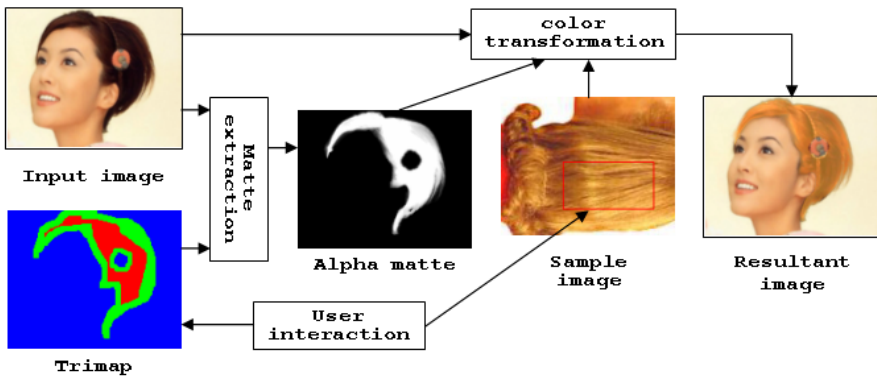 color
transformation
Input image
Matte
extraction
Alpha matte
Sample
image
Resultant
image
User
interaction
Trimap